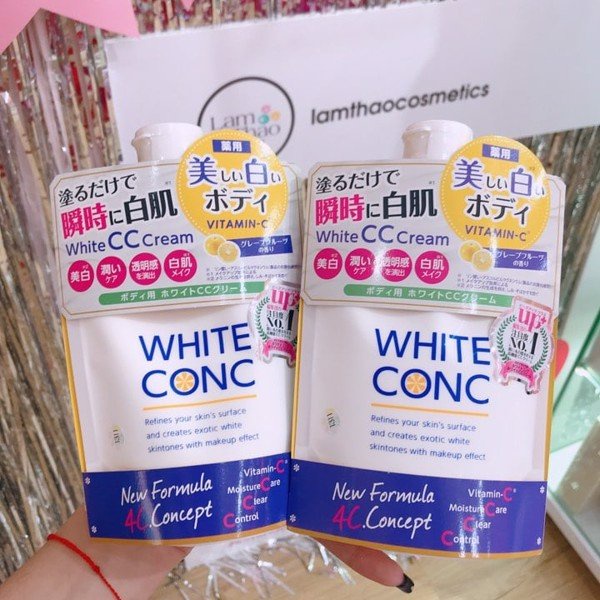 Lam
lamthaocosmetics
薬用
美しい白い
ボディ
VITAMIN-C
グレープフルーツ
の香り
塗るだけで
瞬時に白肌
White CC Cream
美白
潤い
ケア
透明感
を演出
白肌
メイク
ボディ用 ホワイトCCクリーム
up
No.1
WHITE
CONC
Refines your skin's surface
and creates exotic white
skintones with makeup effect
New Formula
4C.Concept
Vitamin-C
Moisture Care
Clear
Control
薬用
美しい白い
ボディ
VITAMIN-C
グレープフルーツ
の香り
塗るだけで
瞬時に白肌
White CC Cream
美白
潤い
ケア
透明感
を演出
白肌
メイク
ボディ用 ホワイトCCクリーム
up
No.1
WHITE
CONC
Refines your skin's surface
and creates exotic white
skintones with makeup effect
New Formula
4C.Concept
Vitamin-C
Moisture Care
Clear
Control